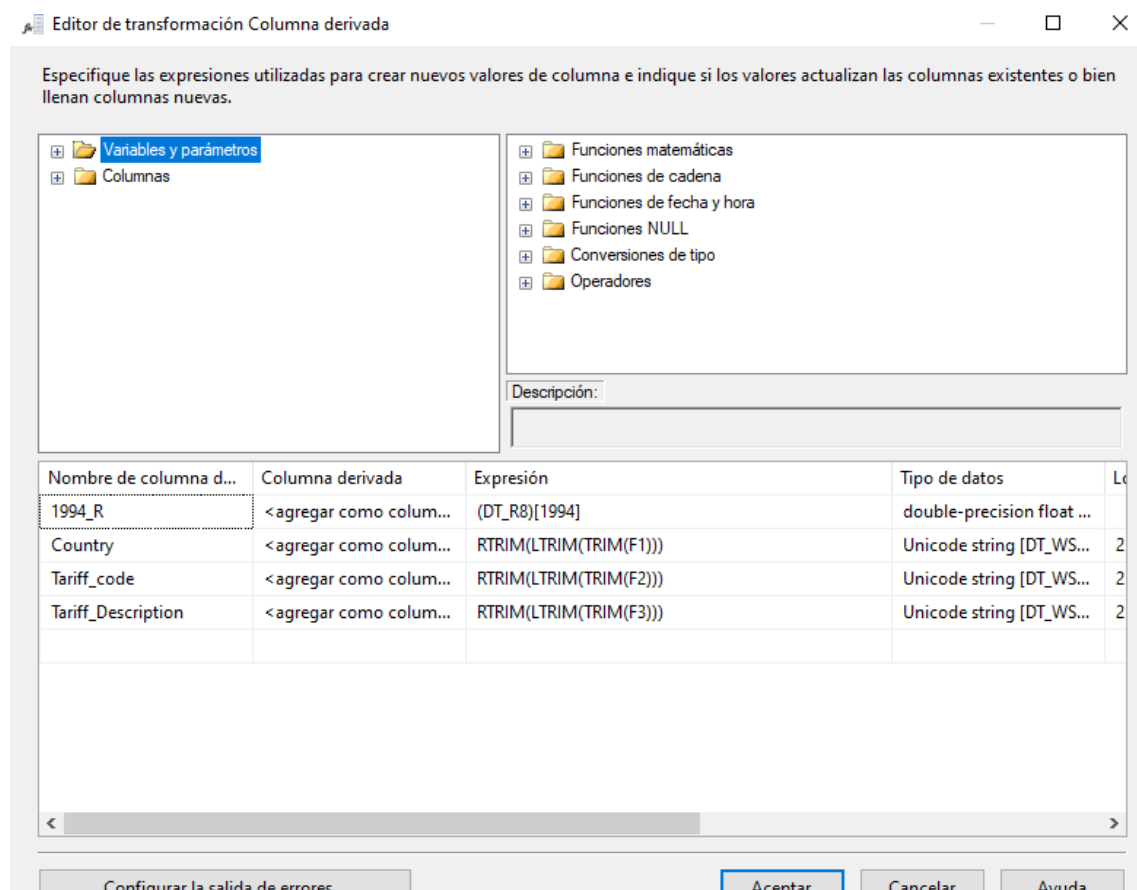 Editor de transformación Columna derivada
Especifique las expresiones utilizadas para crear nuevos valores de columna e indique si los valores actualizan las columnas existentes o bien
llenan columnas nuevas.
Variables y parámetros
Columnas
Funciones matemáticas
Funciones de cadena
Funciones de fecha y hora
Funciones NULL
Conversiones de tipo
Operadores
Descripción:
Nombre de columna d... Columna derivada Expresión Tipo de datos
1994_R <agregar como colum... (DT_R8)[1994] double-precision float ...
Country <agregar como colum... RTRIM(LTRIM(TRIM(F1))) Unicode string [DT_WS... 2
Tariff_code <agregar como colum... RTRIM(LTRIM(TRIM(F2))) Unicode string [DT_WS... 2
Tariff_Description <agregar como colum... RTRIM(LTRIM(TRIM(F3))) Unicode string [DT_WS... 2
Configurar la salida de errores Aceptar Cancelar Ayuda